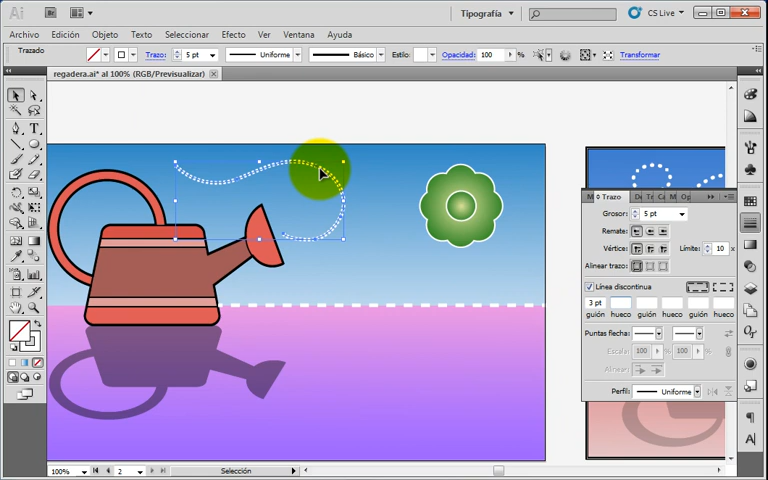 Ai Br Tipografía CS Live
Archivo Edición Objeto Texto Seleccionar Efecto Ver Ventana Ayuda
Trazado Trazo: 5 pt Uniforme Básico Estilo: Opacidad: 100 % Transformar
regadera.ai* al 100% (RGB/Previsualizar)
Trazo
Grosor: 5 pt
Remate:
Vértice: Límite: 10 x
Alinear trazo:
Línea discontinua
3 pt
guión hueco guión hueco guión hueco
Puntas flecha:
Escala: 100 % 100 %
Alinear:
Perfil: Uniforme
100% 2 Selección